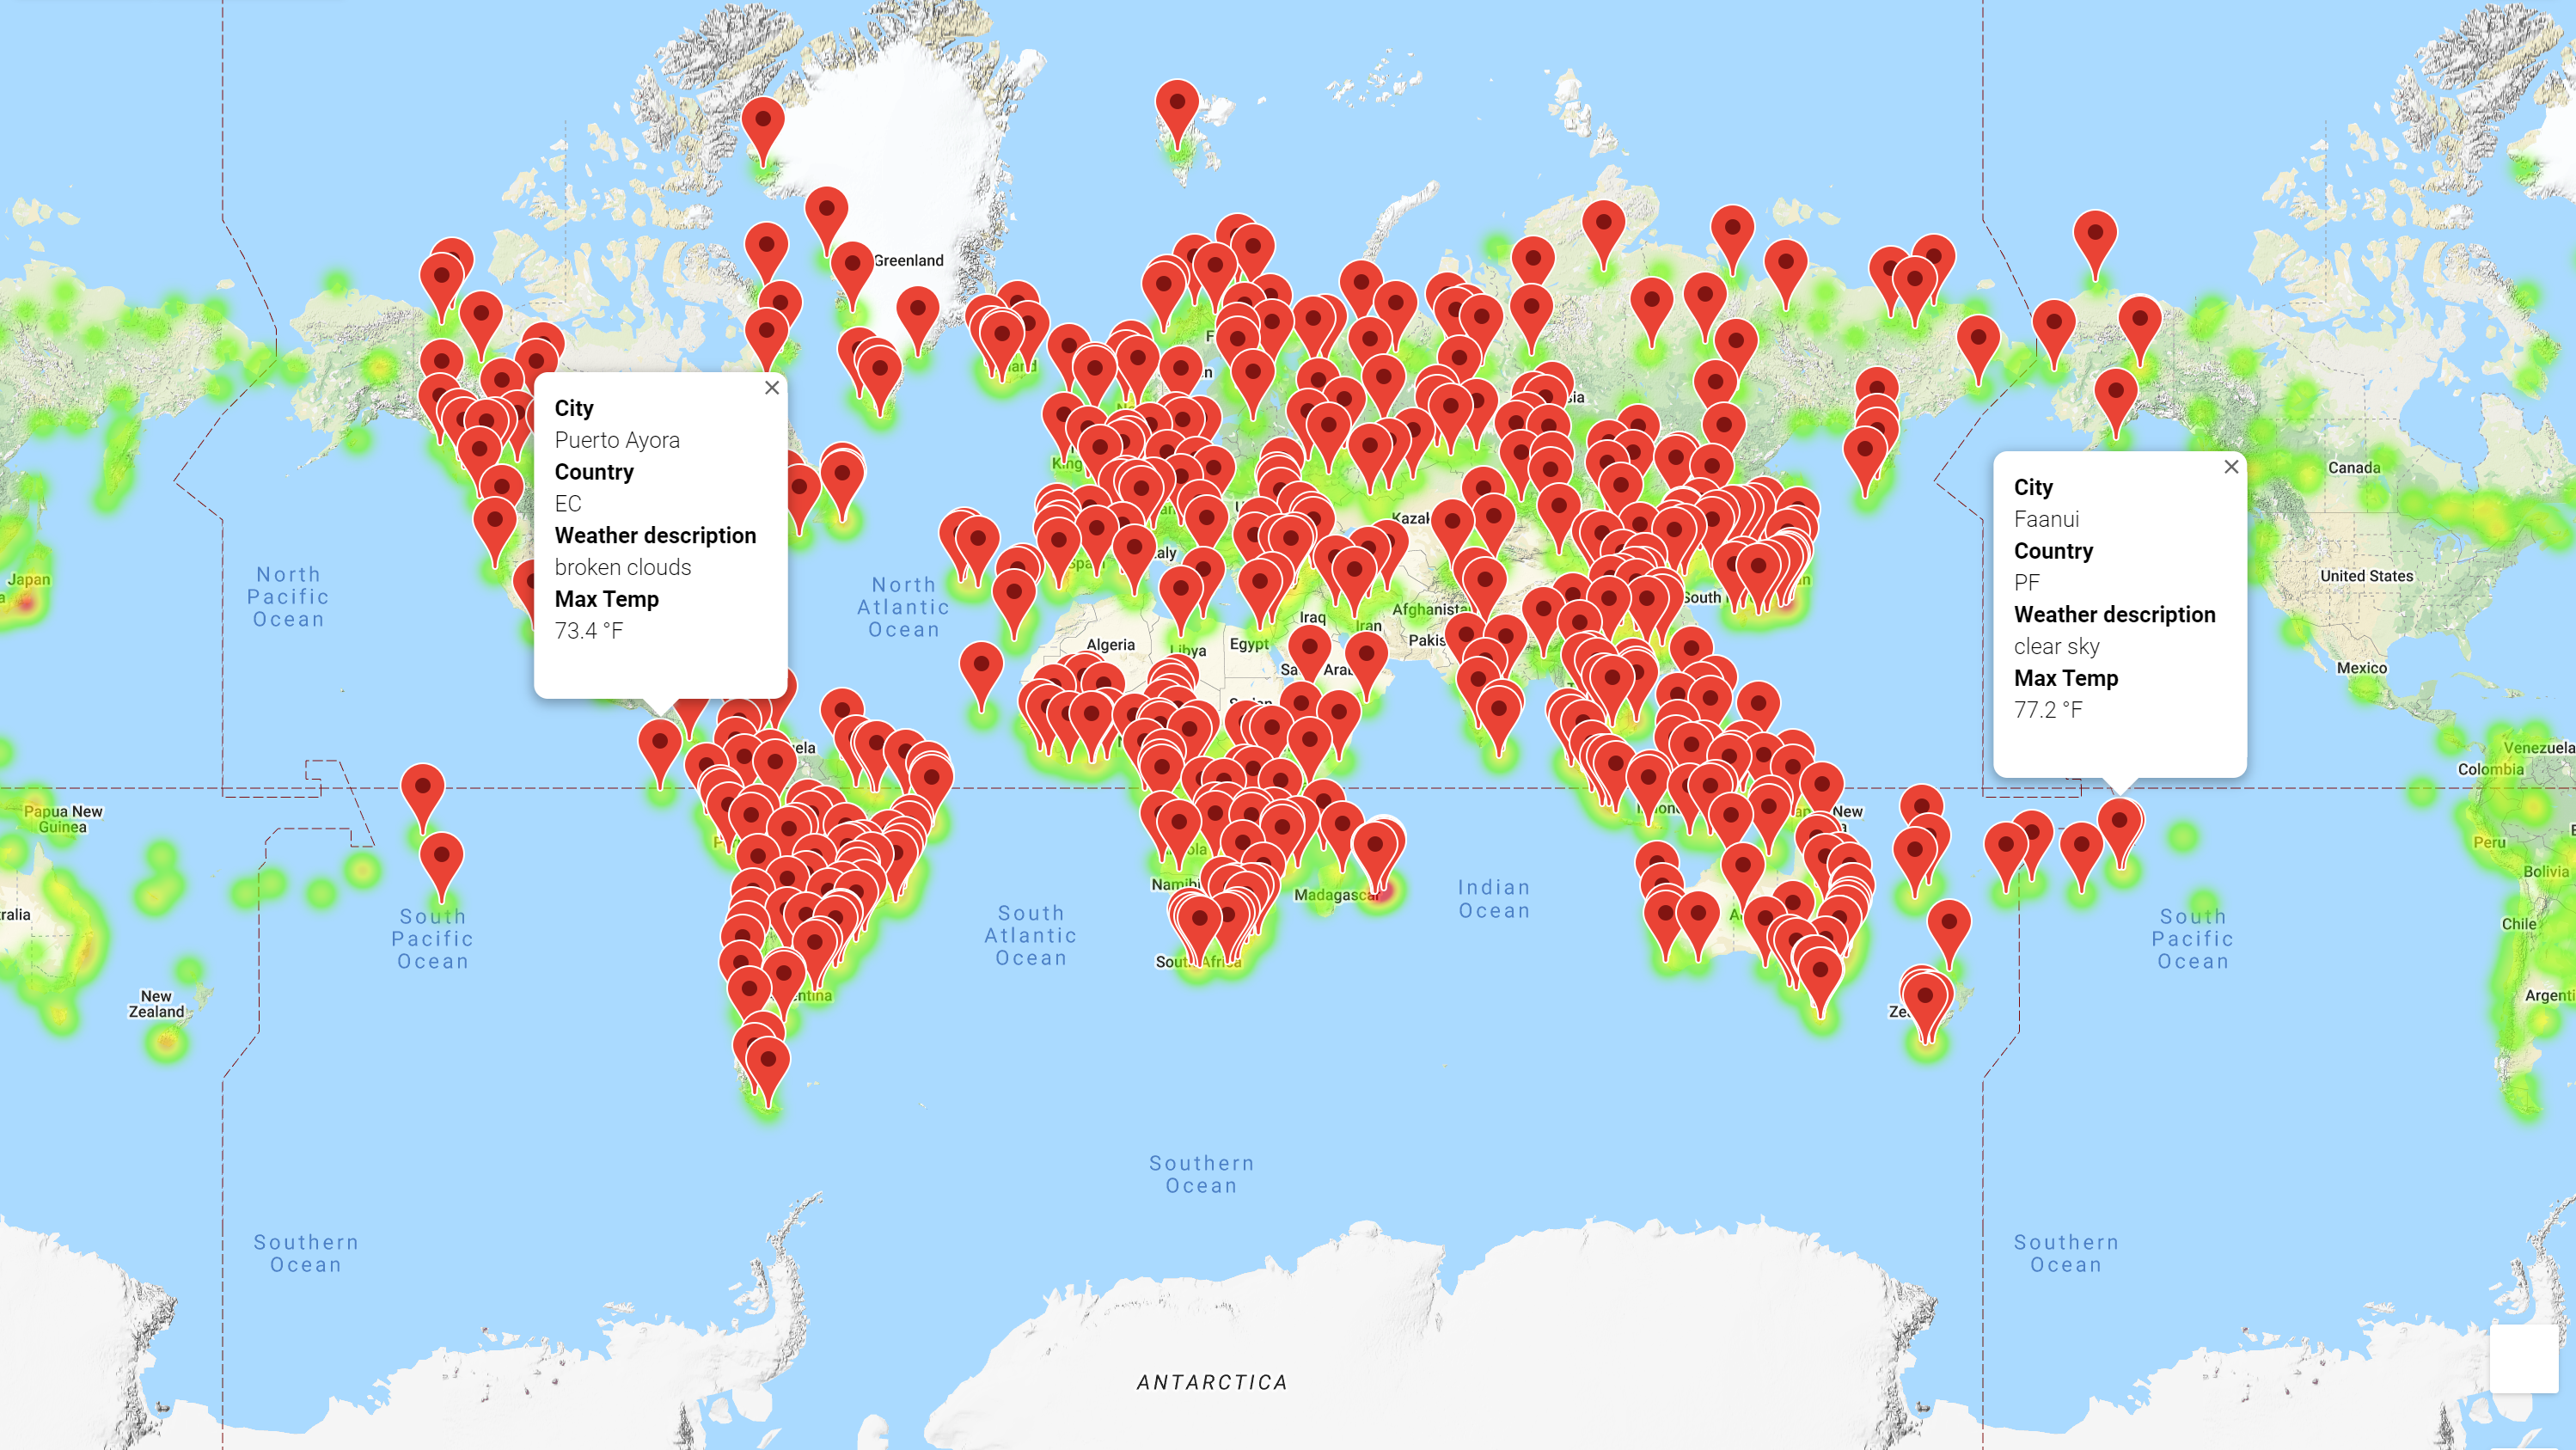 Greenland
City
Puerto Ayora
Country
EC
Weather description
broken clouds
Max Temp
73.4 °F
City
Faanui
Country
PF
Weather description
clear sky
Max Temp
77.2 °F
Canada
United States
Mexico
Venezuela
Colombia
Peru
Bolivia
Chile
Japan
North
Pacific
Ocean
North
Atlantic
Ocean
Algeria
Libya
Egypt
Iraq
Iran
Afghanista
Pakis
Kazak
South
Papua New
Guinea
New
Zealand
South
Pacific
Ocean
South
Atlantic
Ocean
Indian
Ocean
Madagascar
Namibi
South Africa
New
South
Pacific
Ocean
Southern
Ocean
Southern
Ocean
Southern
Ocean
ANTARCTICA